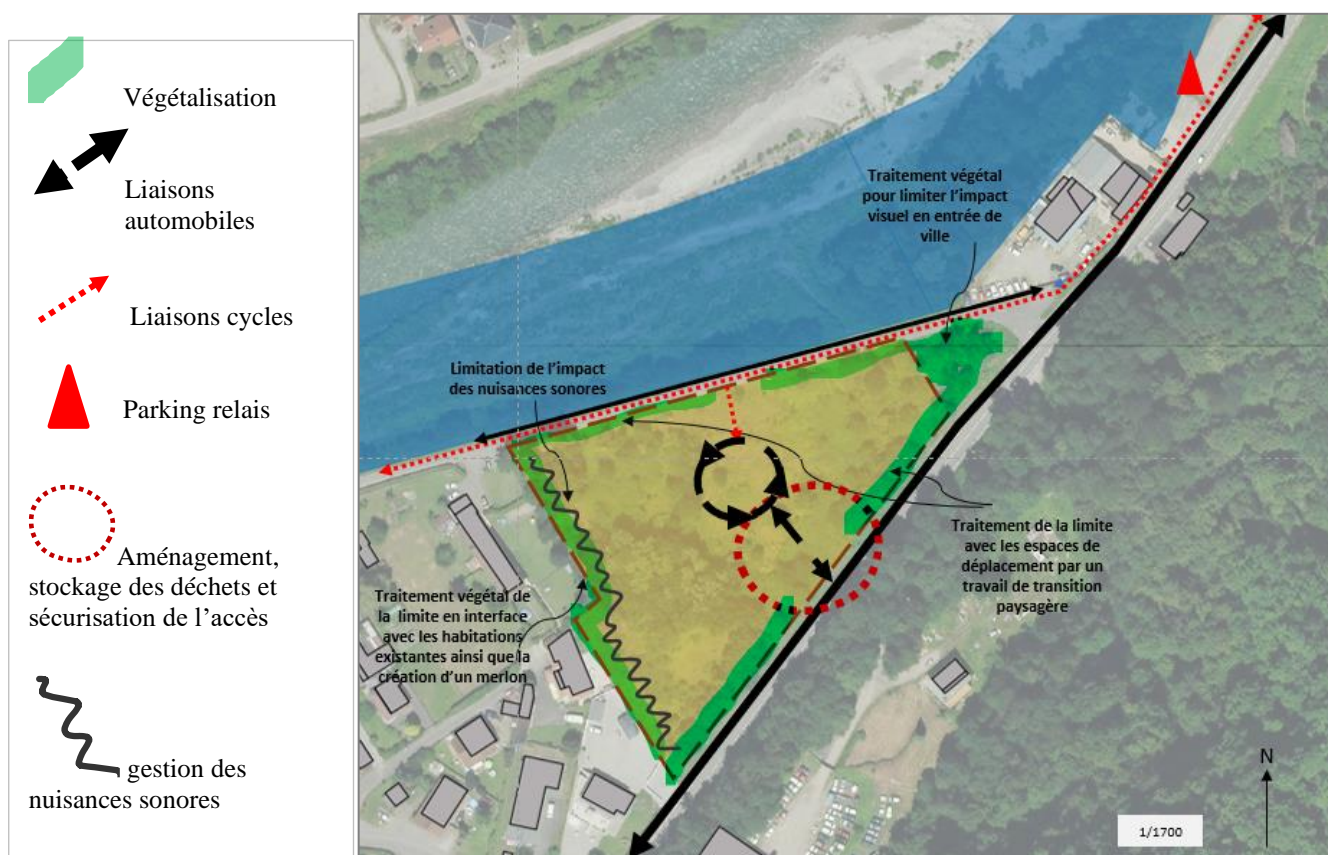 Végétalisation
Liaisons
automobiles
Liaisons cycles
Parking relais
Aménagement,
stockage des déchets et
sécurisation de l’accès
gestion des
nuisances sonores
Traitement végétal
pour limiter l’impact
visuel en entrée de
ville
Limitation de l’impact
des nuisances sonores
Traitement végétal de
la limite en interface
avec les habitations
existantes ainsi que la
création d’un merlon
Traitement de la limite
avec les espaces de
déplacement par un
travail de transition
paysagère
N
1/1700